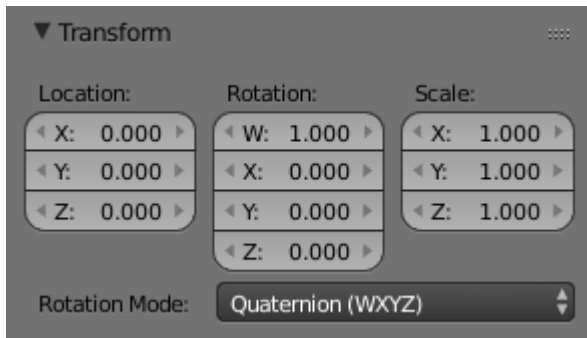 Transform
Location: Rotation: Scale:
X: 0.000 W: 1.000 X: 1.000
Y: 0.000 X: 0.000 Y: 1.000
Z: 0.000 Y: 0.000 Z: 1.000
Z: 0.000
Rotation Mode: Quaternion (WXYZ)